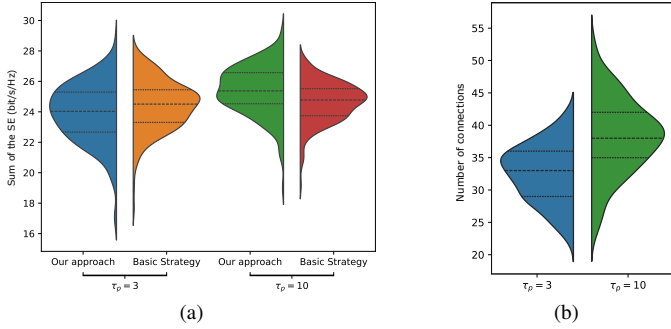 30
28
26
24
22
20
18
16
Sum of the SE (bit/s/Hz)
Our approach Basic Strategy Our approach Basic Strategy
τp = 3 τp = 10
(a)
55
50
45
40
35
30
25
20
Number of connections
τp = 3 τp = 10
(b)